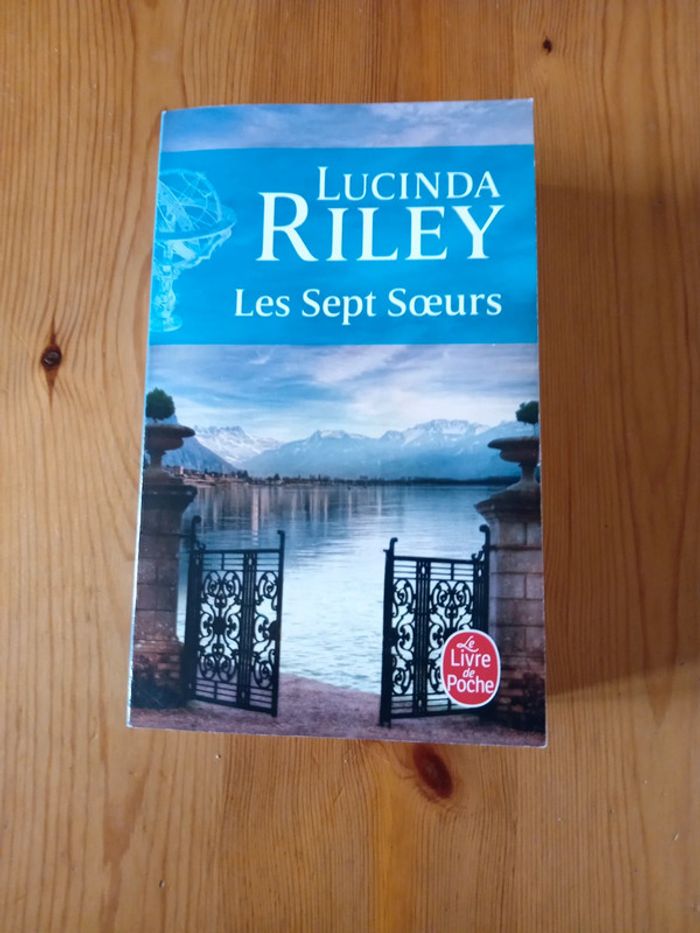 LUCINDA
RILEY
Les Sept Sœurs
Le
Livre
de
Poche